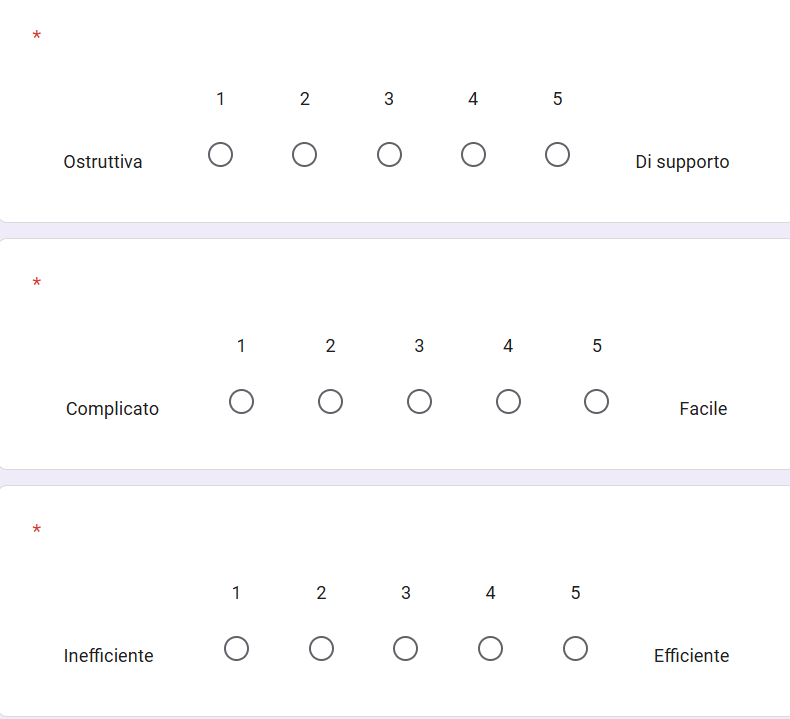 *
1 2 3 4 5
Ostruttiva Di supporto
*
1 2 3 4 5
Complicato Facile
*
1 2 3 4 5
Inefficiente Efficiente